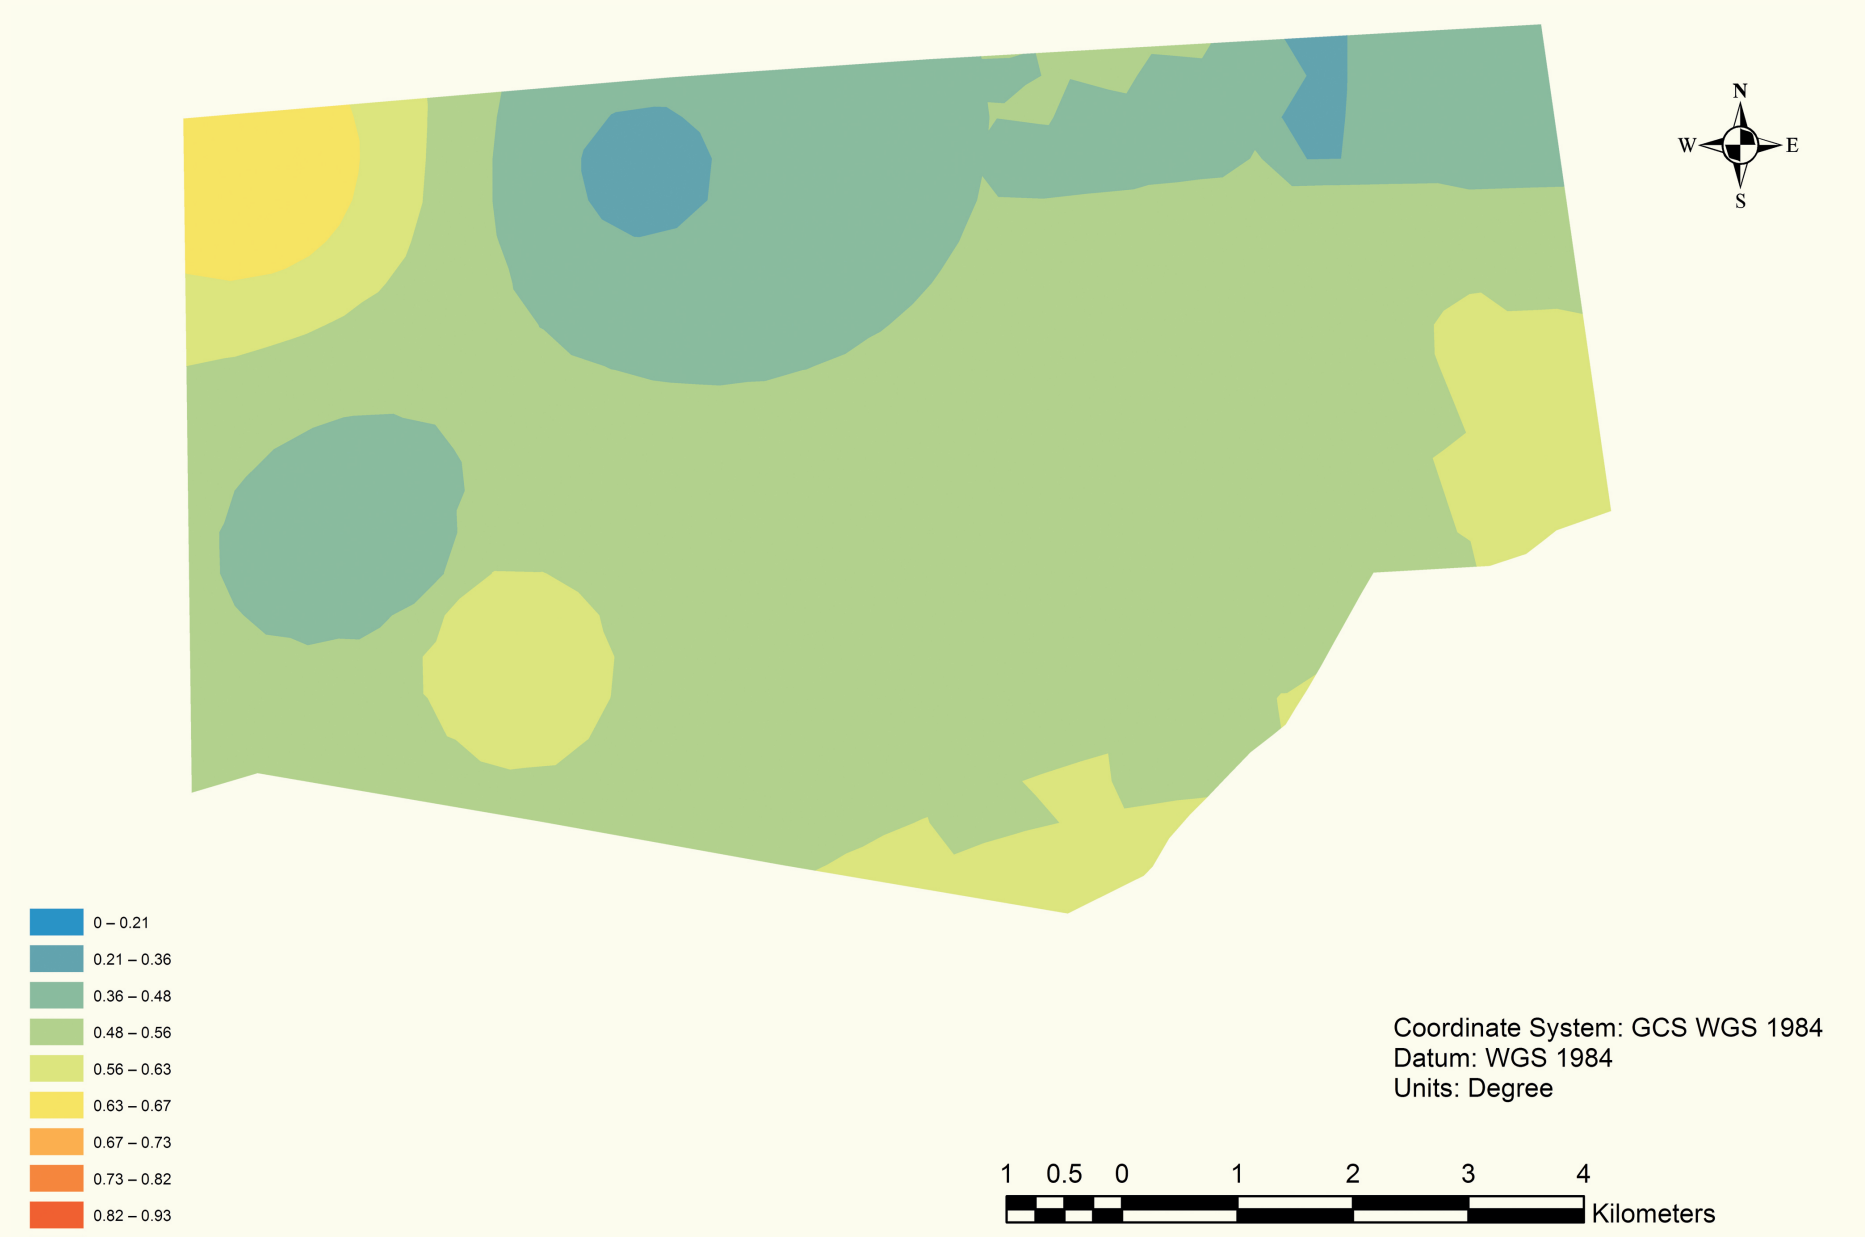 N
W E
S
0 – 0.21
0.21 – 0.36
0.36 – 0.48
0.48 – 0.56
0.56 – 0.63
0.63 – 0.67
0.67 – 0.73
0.73 – 0.82
0.82 – 0.93
Coordinate System: GCS WGS 1984
Datum: WGS 1984
Units: Degree
1 0.5 0 1 2 3 4
Kilometers